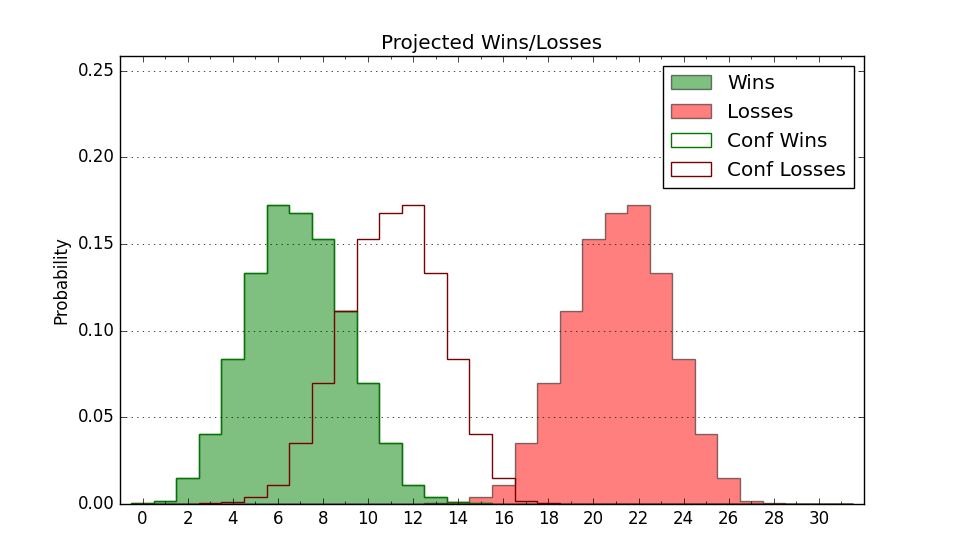 Projected Wins/Losses
Probability
0.25
0.20
0.15
0.10
0.05
0.00
Wins
Losses
Conf Wins
Conf Losses
0 2 4 6 8 10 12 14 16 18 20 22 24 26 28 30